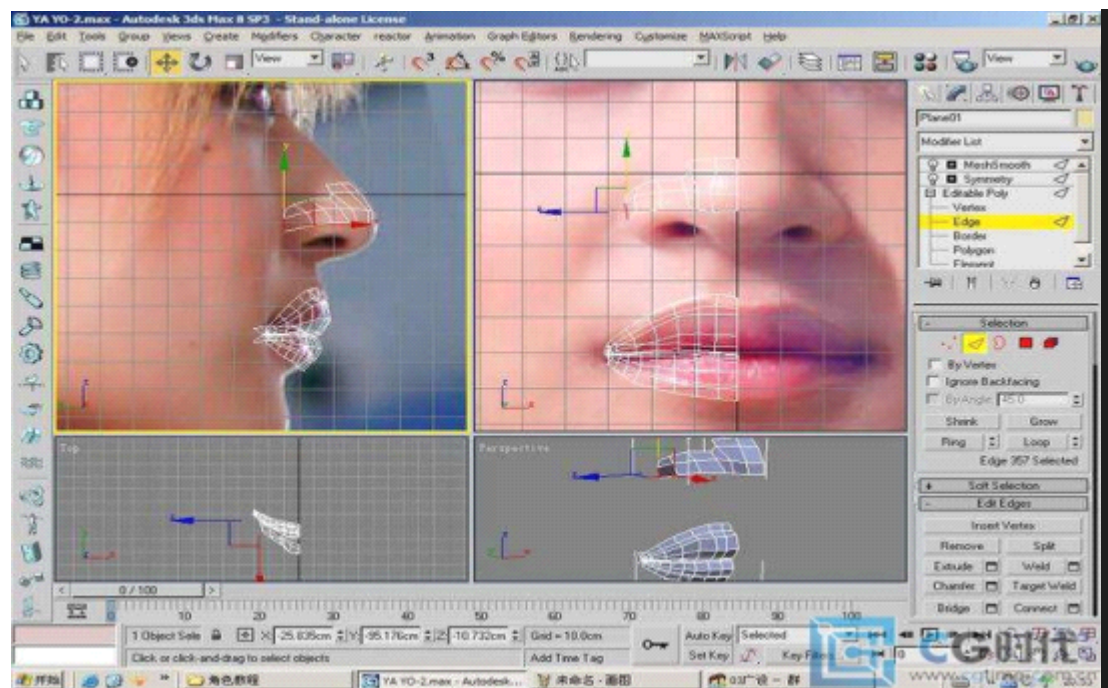 YA YO-2.max - Autodesk 3ds Max 8 SP3 - Stand-alone License
File Edit Tools Group Views Create Modifiers Character reactor Animation Graph Editors Rendering Customize MAXScript Help
View
View
Plane01
Modifier List
MeshSmooth
Symmetry
Editable Poly
Vertex
Edge
Border
Polygon
Element
Selection
By Vertex
Ignore Backfacing
By Angle: 45.0
Shrink Grow
Ring Loop
Edge 357 Selected
Soft Selection
Edit Edges
Insert Vertex
Remove Split
Extrude Weld
Chamfer Target Weld
Bridge Connect
Top
Perspective
0 / 100
0 10 20 30 40 50 60 70 80 90 100
1 Object Sele X: -25.835cm Y: -95.176cm Z: -10.732cm Grid = 10.0cm Auto Key Selected
Click or click-and-drag to select objects Add Time Tag Set Key Key Filters 0
开始 角色教程 YA YO-2.max - Autodesk... 未命名 - 画图
CG时代
www.cgtimes.com.cn